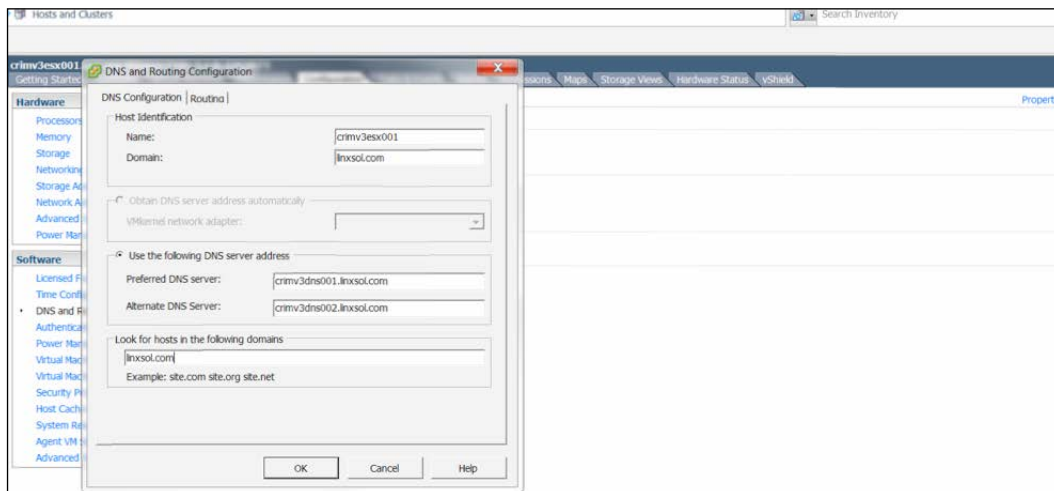 Hosts and Clusters
Search Inventory
crimv3esx001.
DNS and Routing Configuration
Getting Started
Maps
Storage Views
Hardware Status
vShield
DNS Configuration
Routing
Hardware
Propert
Host Identification
Processors
Name:
crimv3esx001
Memory
Domain:
linxsol.com
Storage
Networking
Storage Ad
Obtain DNS server address automatically
Network A
VMkernel network adapter:
Advanced
Power Man
Software
Use the following DNS server address
Licensed F
Preferred DNS server:
crimv3dns001.linxsol.com
Time Confi
Alternate DNS Server:
crimv3dns002.linxsol.com
DNS and R
Authentica
Power Man
Look for hosts in the following domains
Virtual Mac
linxsol.com
Virtual Mac
Example: site.com site.org site.net
Security Pr
Host Cach
System Re
Agent VM S
Advanced
OK
Cancel
Help